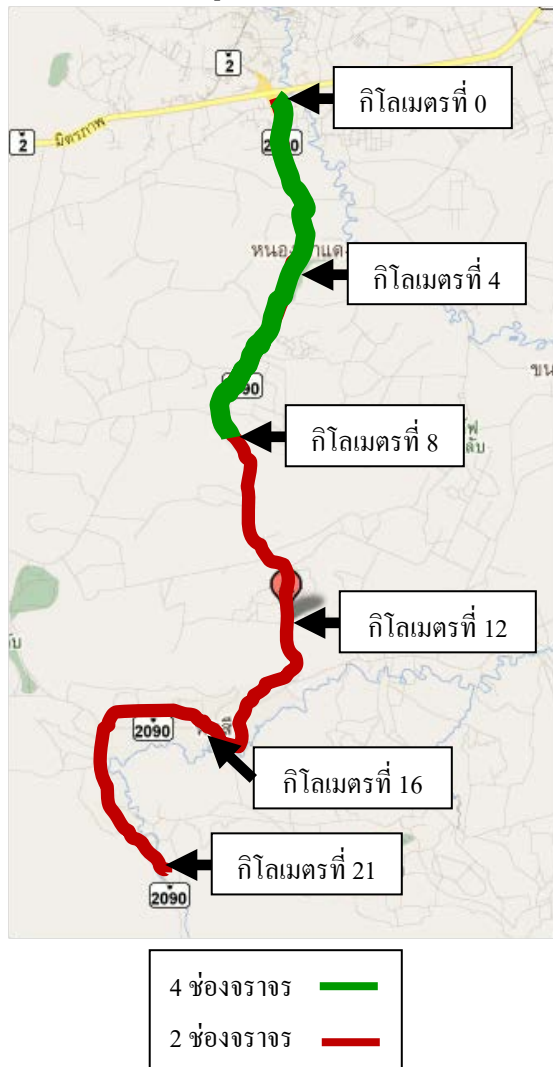 2
กิโลเมตรที่ 0
2
มิตรภาพ
กิโลเมตรที่ 4
90
กิโลเมตรที่ 8
กิโลเมตรที่ 12
2090
กิโลเมตรที่ 16
กิโลเมตรที่ 21
2090
4 ช่องจราจร
2 ช่องจราจร